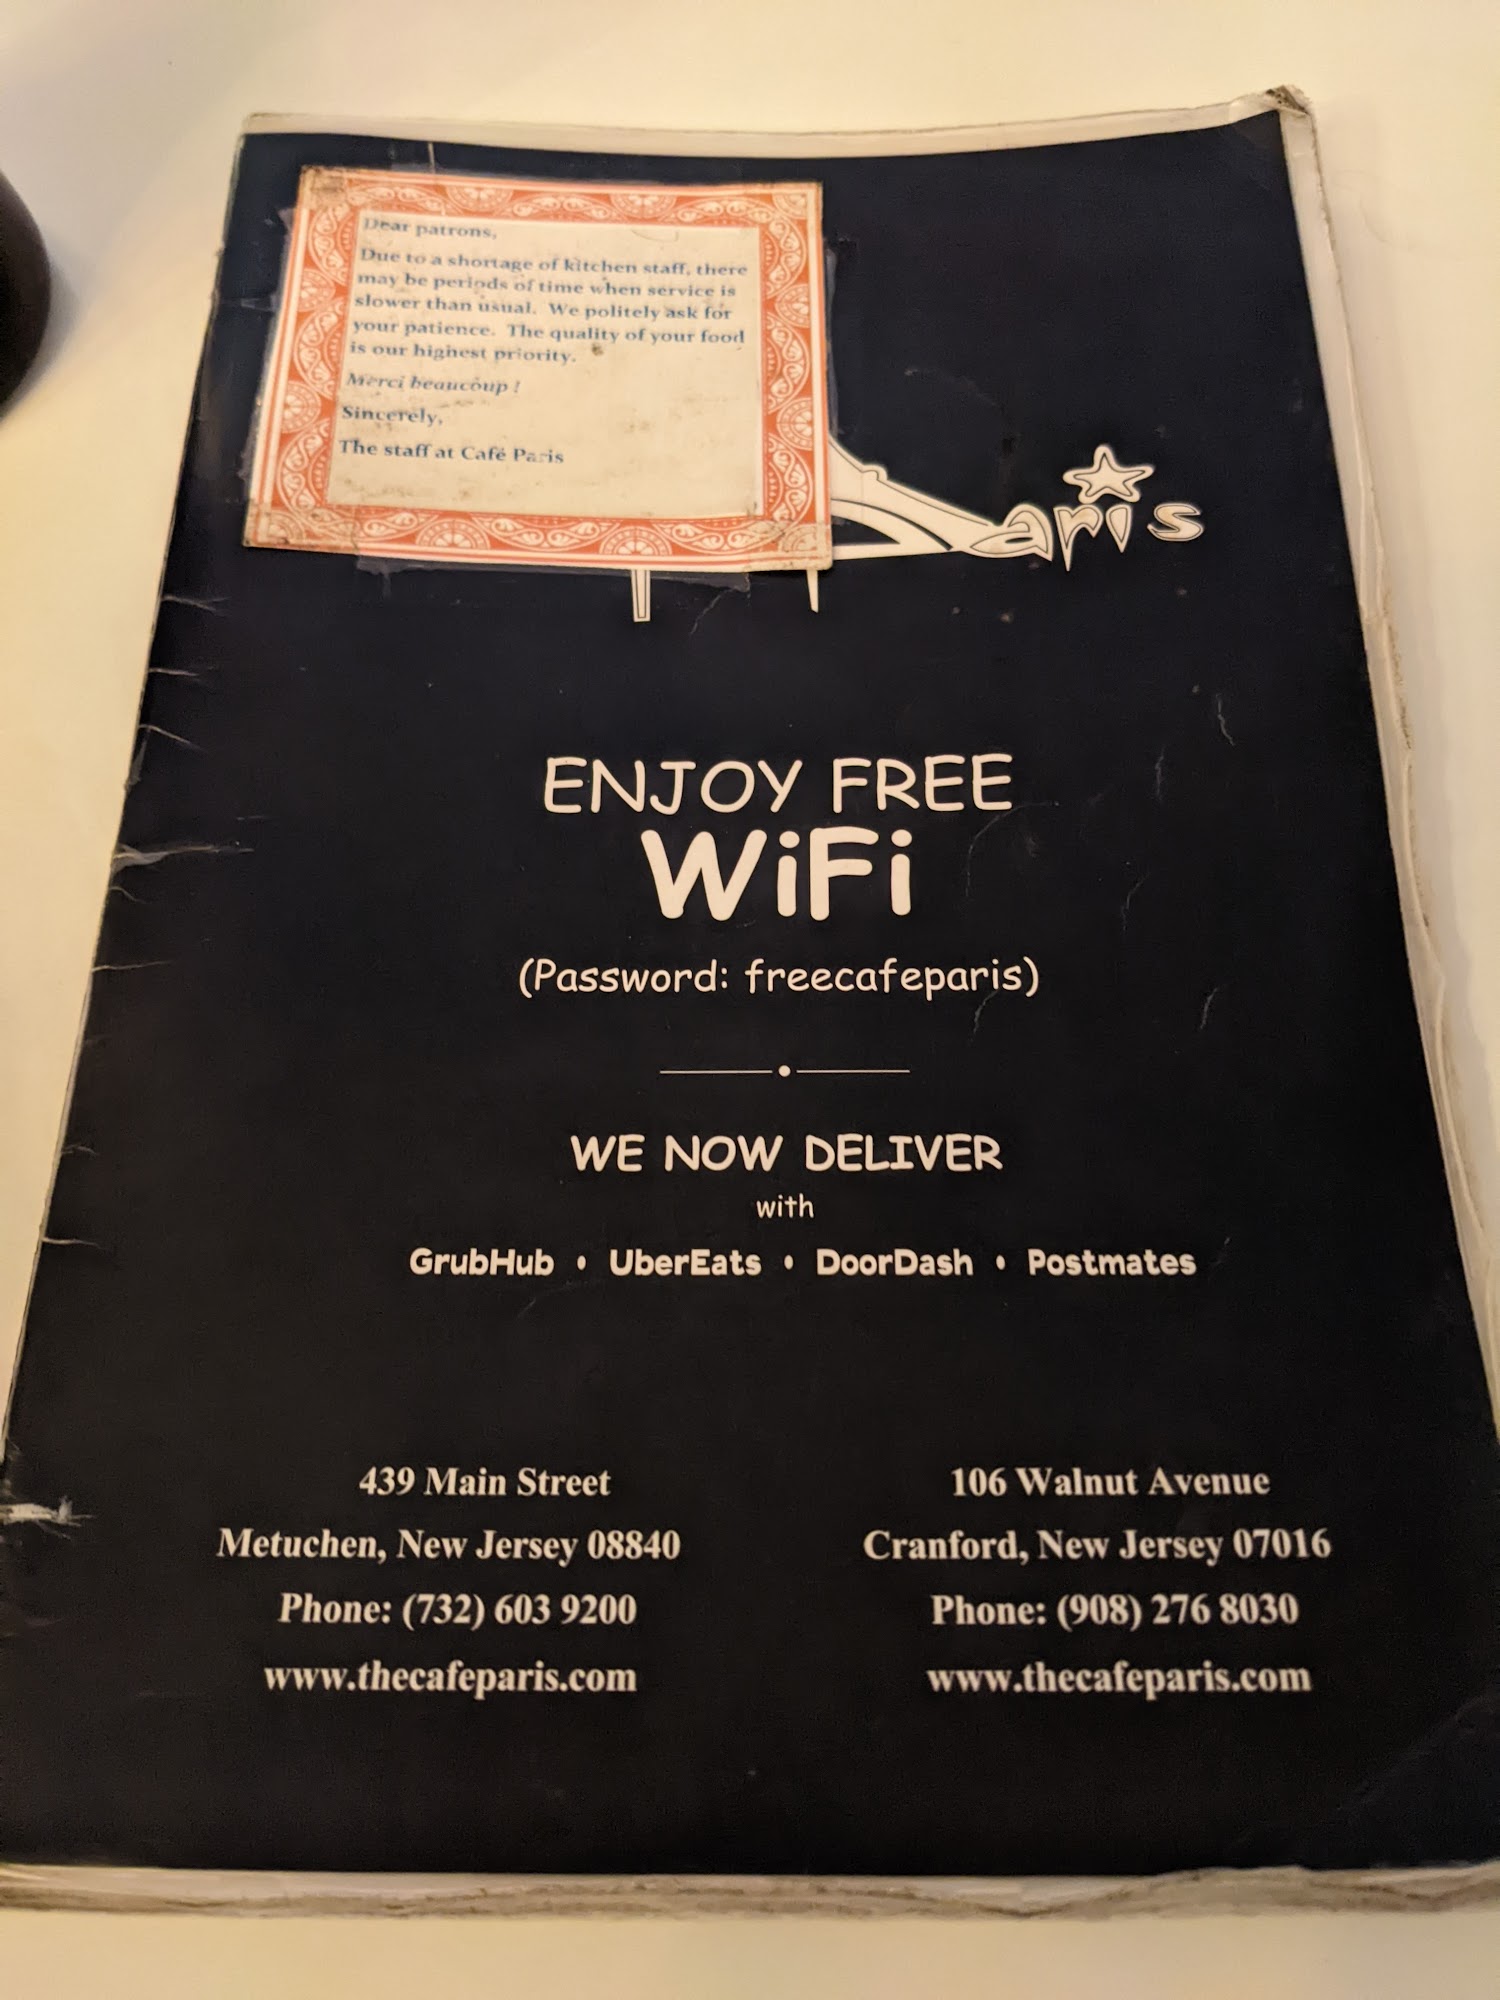 Dear patrons,
Due to a shortage of kitchen staff, there
may be periods of time when service is
slower than usual. We politely ask for
your patience. The quality of your food
is our highest priority.
Merci beaucoup !
Sincerely,
The staff at Café Paris
aris
ENJOY FREE
WiFi
(Password: freecafeparis)
WE NOW DELIVER
with
GrubHub • UberEats • DoorDash • Postmates
439 Main Street
Metuchen, New Jersey 08840
Phone: (732) 603 9200
www.thecafeparis.com
106 Walnut Avenue
Cranford, New Jersey 07016
Phone: (908) 276 8030
www.thecafeparis.com